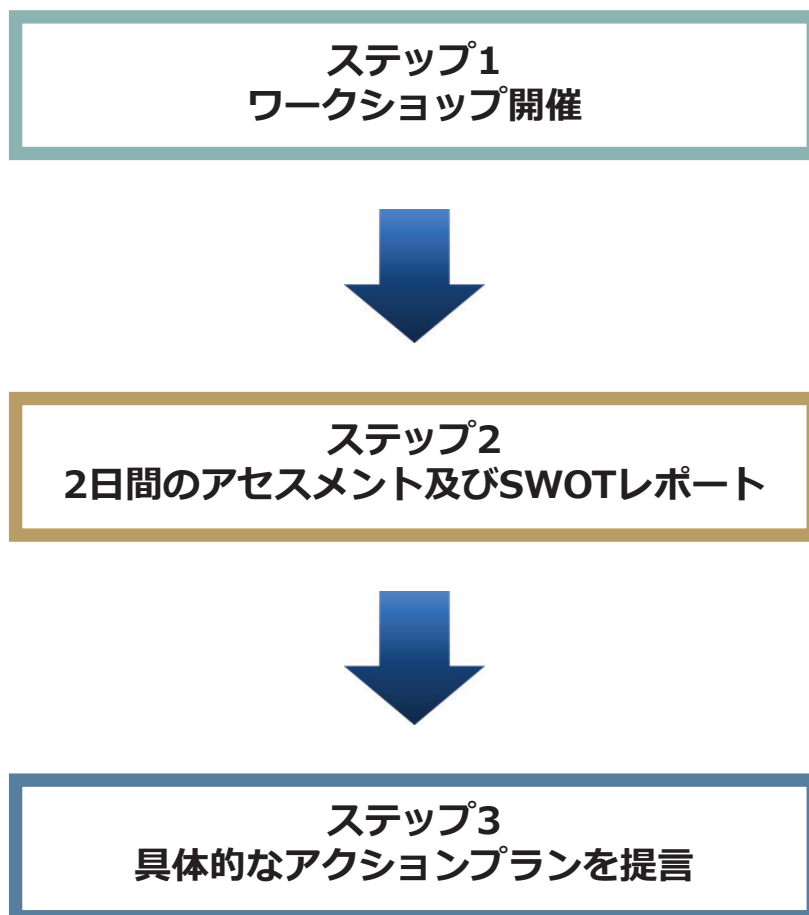 ステップ1
ワークショップ開催
ステップ2
2日間のアセスメント及びSWOTレポート
ステップ3
具体的なアクションプランを提言